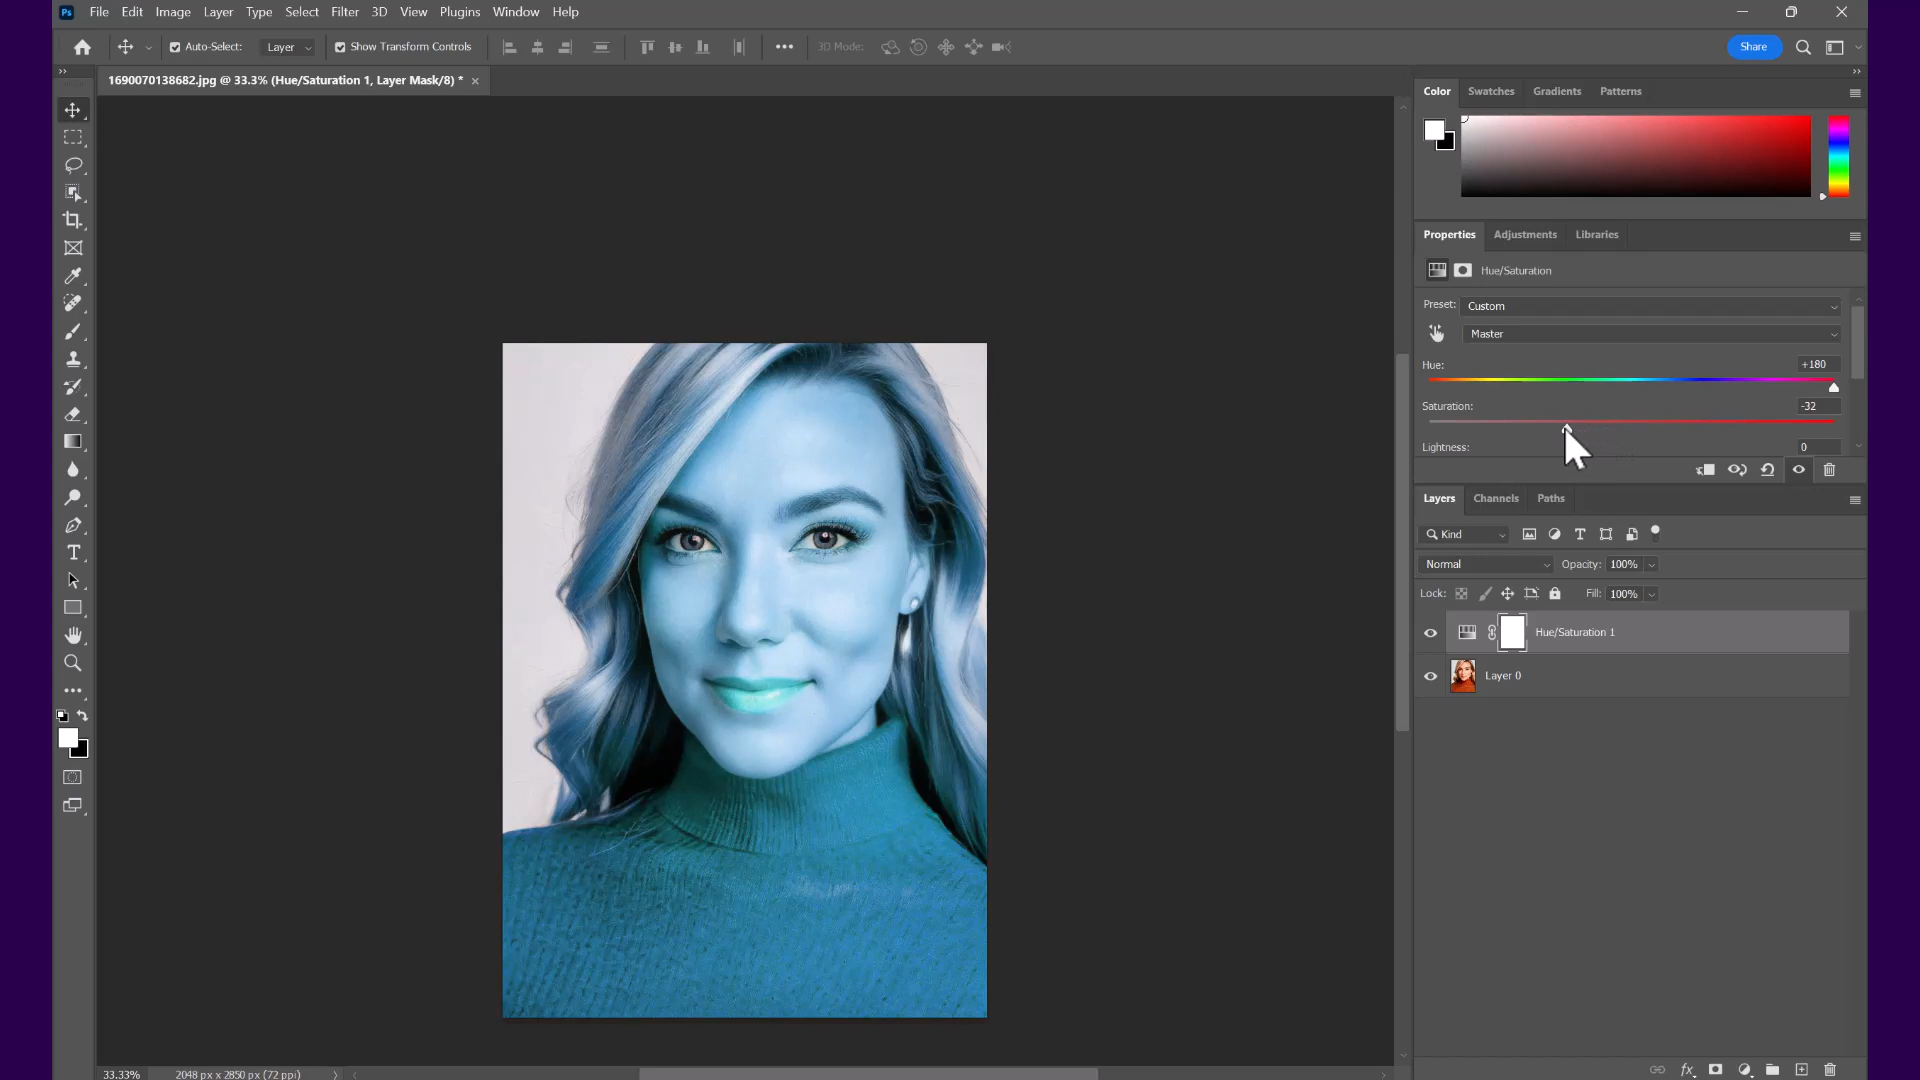 Ps File Edit Image Layer Type Select Filter 3D View Plugins Window Help
Auto-Select: Layer Show Transform Controls 3D Mode: Share
1690070138682.jpg @ 33.3% (Hue/Saturation 1, Layer Mask/8) *
Color Swatches Gradients Patterns
Properties Adjustments Libraries
Hue/Saturation
Preset: Custom
Master
Hue: +180
Saturation: -32
Lightness: 0
Layers Channels Paths
Kind
Normal Opacity: 100%
Lock: Fill: 100%
Hue/Saturation 1
Layer 0
33.33% 2048 px x 2850 px (72 ppi)